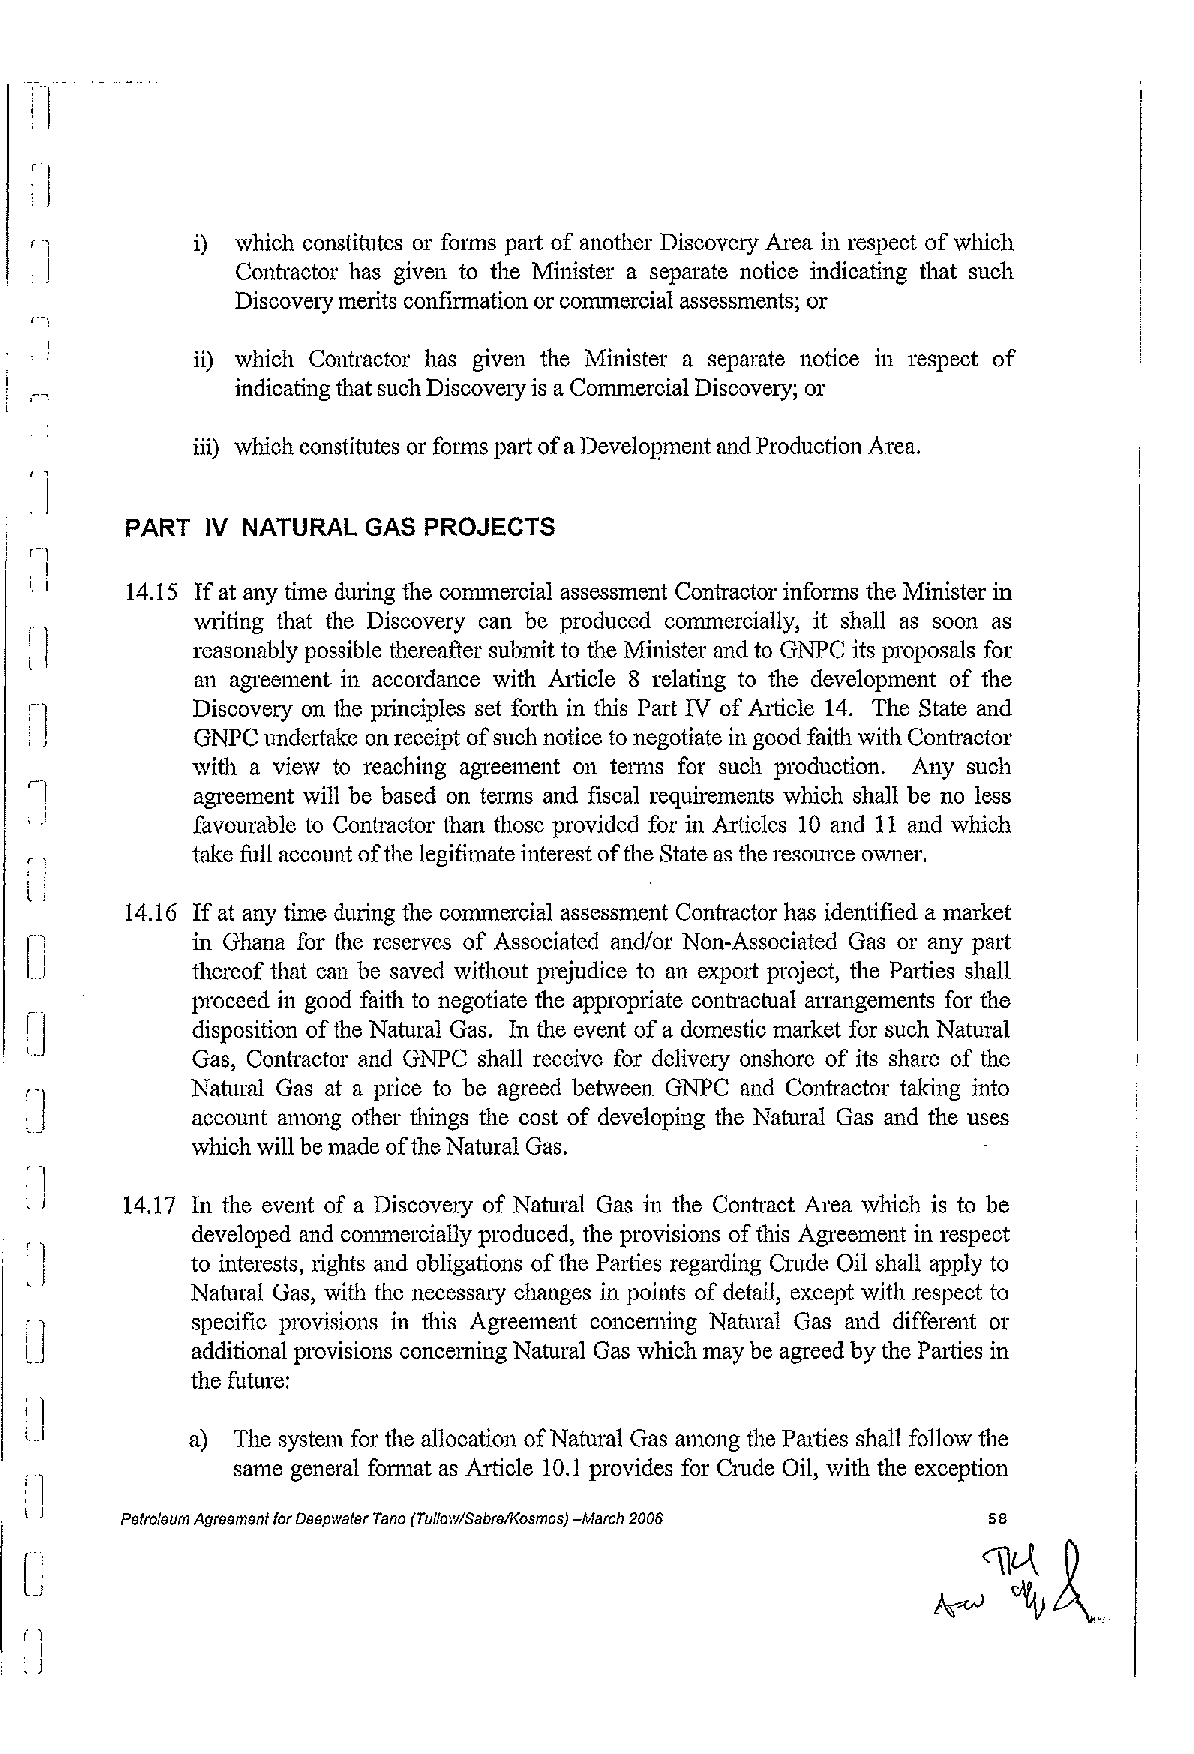 i) which constitutes or forms part of another Discovery Area in respect of which
Contractor has given to the Minister a separate notice indicating that such
Discovery merits confirmation or commercial assessments; or
ii) which Contractor has given the Minister a separate notice in respect of
indicating that such Discovery is a Commercial Discovery; or
iii) which constitutes or forms part of a Development and Production Area.
PART IV NATURAL GAS PROJECTS
14.15 If at any time during the commercial assessment Contractor informs the Minister in
writing that the Discovery can be produced commercially, it shall as soon as
reasonably possible thereafter submit to the Minister and to GNPC its proposals for
an agreement in accordance with Article 8 relating to the development of the
Discovery on the principles set forth in this Part IV of Article 14. The State and
GNPC undertake on receipt of such notice to negotiate in good faith with Contractor
with a view to reaching agreement on terms for such production. Any such
agreement will be based on terms and fiscal requirements which shall be no less
favourable to Contractor than those provided for in Articles 10 and 11 and which
take full account of the legitimate interest of the State as the resource owner.
14.16 If at any time during the commercial assessment Contractor has identified a market
in Ghana for the reserves of Associated and/or Non-Associated Gas or any part
thereof that can be saved without prejudice to an export project, the Parties shall
proceed in good faith to negotiate the appropriate contractual arrangements for the
disposition of the Natural Gas. In the event of a domestic market for such Natural
Gas, Contractor and GNPC shall receive for delivery onshore of its share of the
Natural Gas at a price to be agreed between GNPC and Contractor taking into
account among other things the cost of developing the Natural Gas and the uses
which will be made of the Natural Gas.
14.17 In the event of a Discovery of Natural Gas in the Contract Area which is to be
developed and commercially produced, the provisions of this Agreement in respect
to interests, rights and obligations of the Parties regarding Crude Oil shall apply to
Natural Gas, with the necessary changes in points of detail, except with respect to
specific provisions in this Agreement concerning Natural Gas and different or
additional provisions concerning Natural Gas which may be agreed by the Parties in
the future:
a) The system for the allocation of Natural Gas among the Parties shall follow the
same general format as Article 10.1 provides for Crude Oil, with the exception
Petroleum Agreement for Deepwater Tano (Tullow/Sabre/Kosmos) –March 2006 58